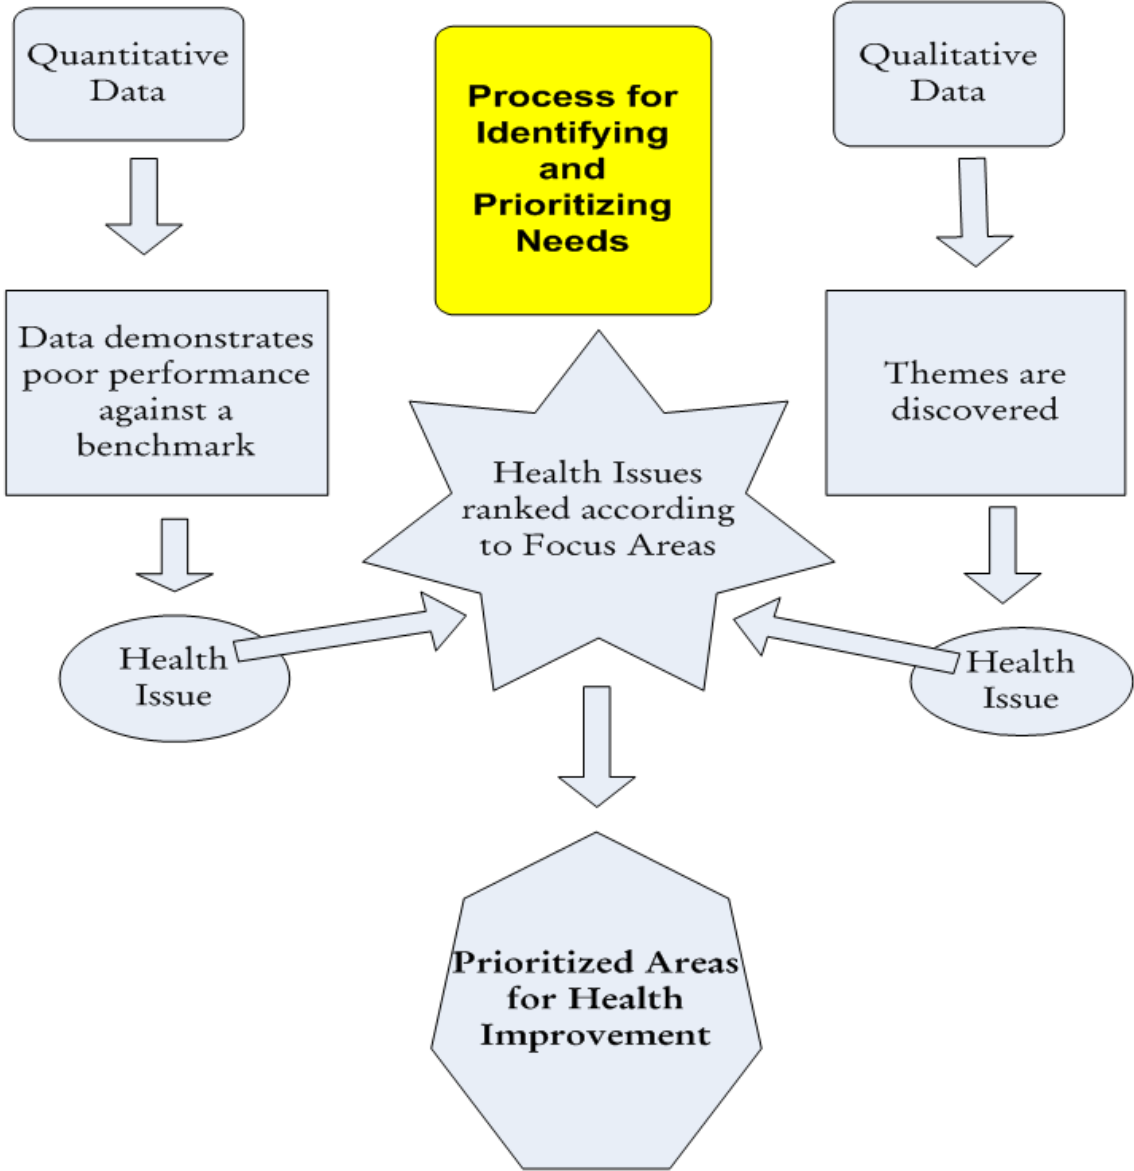 Quantitative
Data
Process for
Identifying
and
Prioritizing
Needs
Qualitative
Data
Data demonstrates
poor performance
against a
benchmark
Themes are
discovered
Health Issues
ranked according
to Focus Areas
Health
Issue
Health
Issue
Prioritized Areas
for Health
Improvement